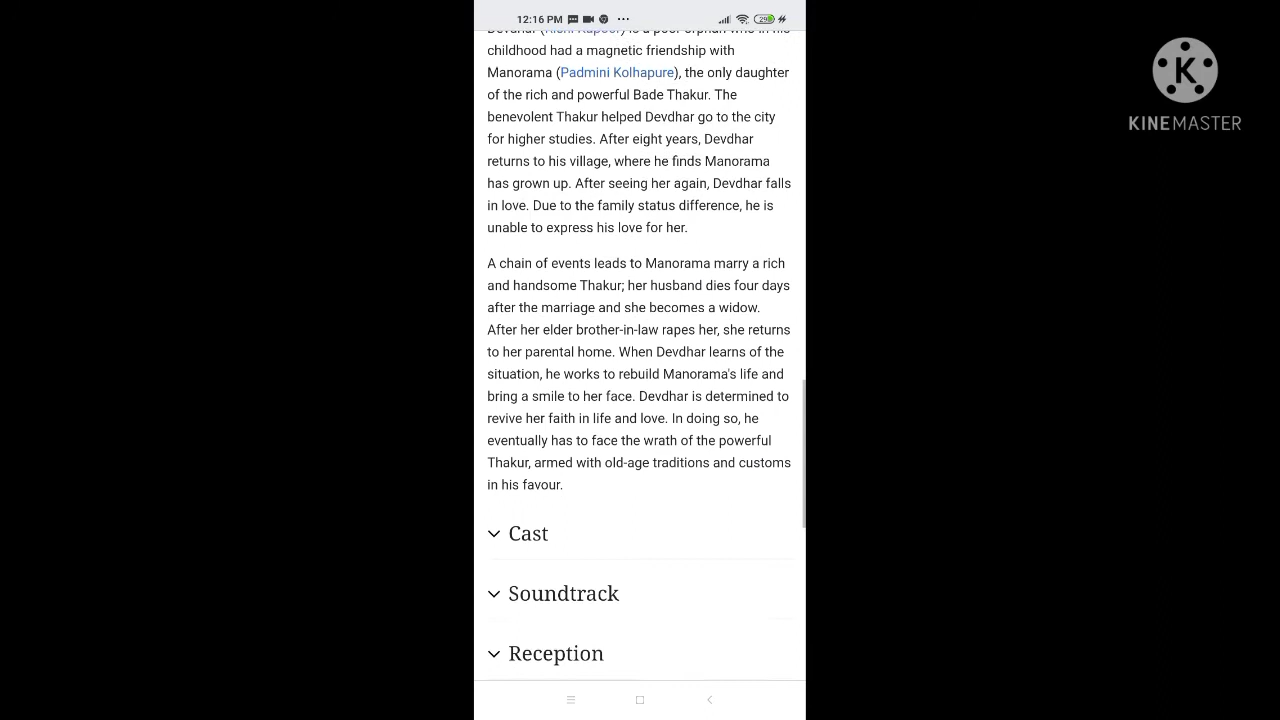 12:16 PM
29
Devdhar (Rishi Kapoor) is a poor orphan who in his
childhood had a magnetic friendship with
Manorama (Padmini Kolhapure), the only daughter
of the rich and powerful Bade Thakur. The
benevolent Thakur helped Devdhar go to the city
for higher studies. After eight years, Devdhar
returns to his village, where he finds Manorama
has grown up. After seeing her again, Devdhar falls
in love. Due to the family status difference, he is
unable to express his love for her.
A chain of events leads to Manorama marry a rich
and handsome Thakur; her husband dies four days
after the marriage and she becomes a widow.
After her elder brother-in-law rapes her, she returns
to her parental home. When Devdhar learns of the
situation, he works to rebuild Manorama's life and
bring a smile to her face. Devdhar is determined to
revive her faith in life and love. In doing so, he
eventually has to face the wrath of the powerful
Thakur, armed with old-age traditions and customs
in his favour.
Cast
Soundtrack
Reception
K
KINEMASTER